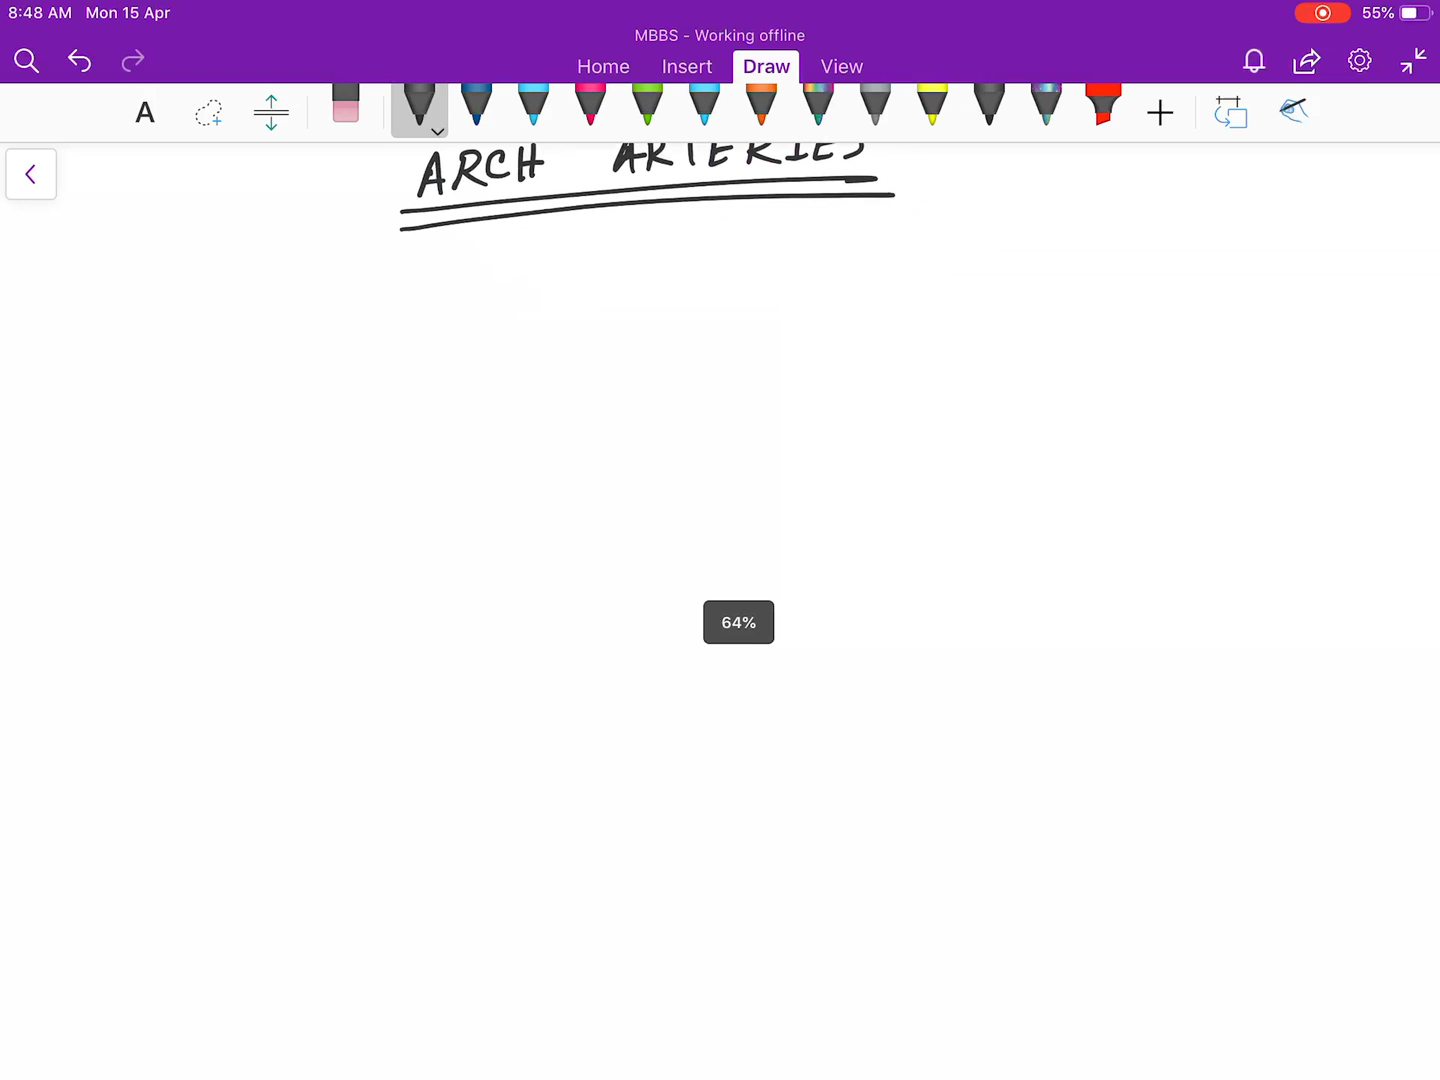 8:48 AM Mon 15 Apr 55%
MBBS - Working offline
Home Insert Draw View
A
ARCH ARTERIES
64%